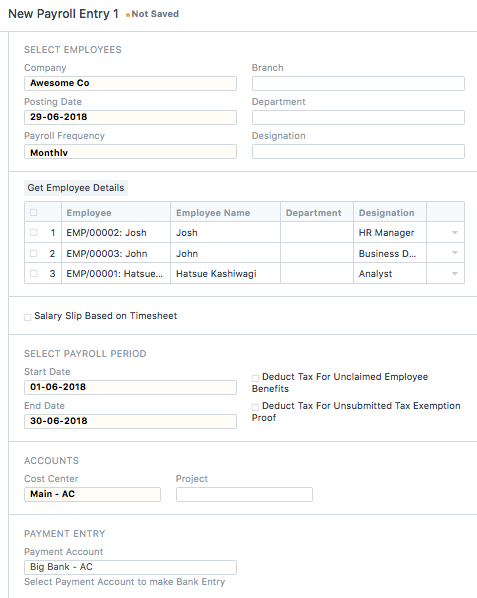 New Payroll Entry 1 Not Saved
SELECT EMPLOYEES
Company Branch
Awesome Co
Posting Date Department
29-06-2018
Payroll Frequency Designation
Monthly
Get Employee Details
Employee Employee Name Department Designation
1 EMP/00002: Josh Josh HR Manager
2 EMP/00003: John John Business D...
3 EMP/00001: Hatsue... Hatsue Kashiwagi Analyst
Salary Slip Based on Timesheet
SELECT PAYROLL PERIOD
Start Date
01-06-2018
End Date
30-06-2018
Deduct Tax For Unclaimed Employee
Benefits
Deduct Tax For Unsubmitted Tax Exemption
Proof
ACCOUNTS
Cost Center Project
Main - AC
PAYMENT ENTRY
Payment Account
Big Bank - AC
Select Payment Account to make Bank Entry